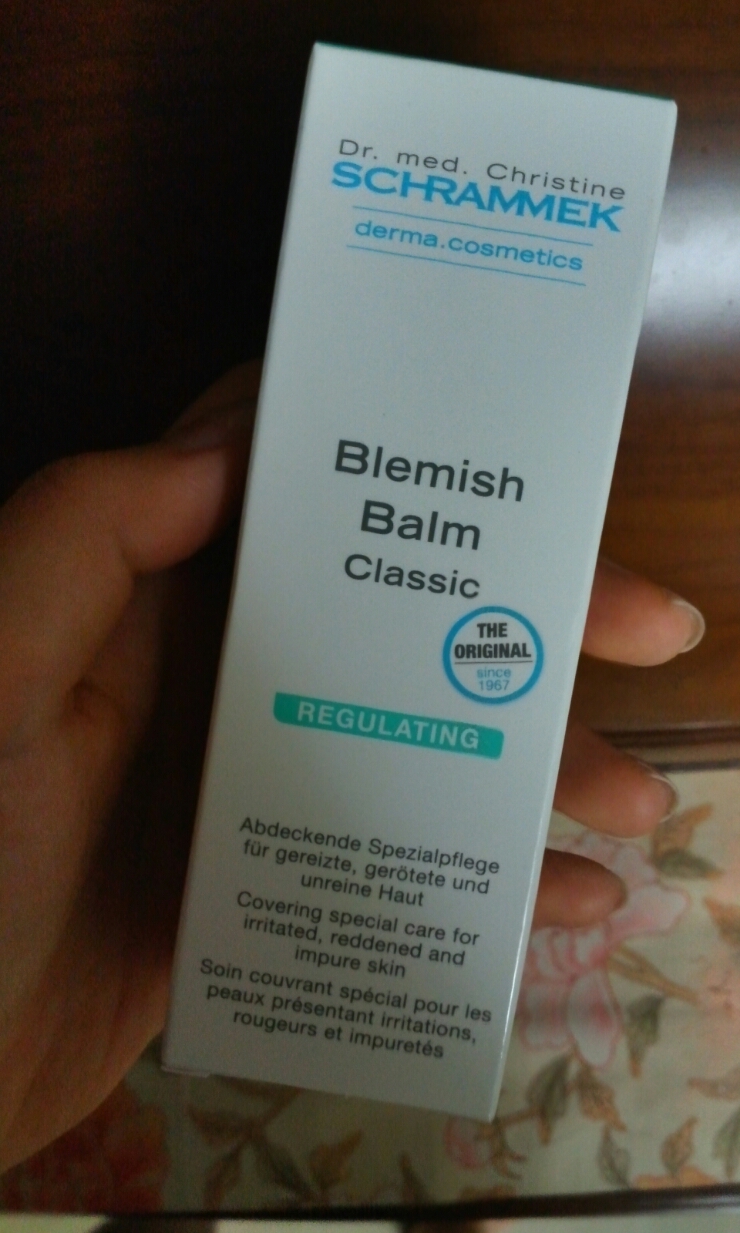 Dr. med. Christine
SCHRAMMEK
derma.cosmetics
Blemish
Balm
Classic
THE
ORIGINAL
since
1967
REGULATING
Abdeckende Spezialpflege
für gereizte, gerötete und
unreine Haut
Covering special care for
irritated, reddened and
impure skin
Soin couvrant spécial pour les
peaux présentant irritations,
rougeurs et impuretés